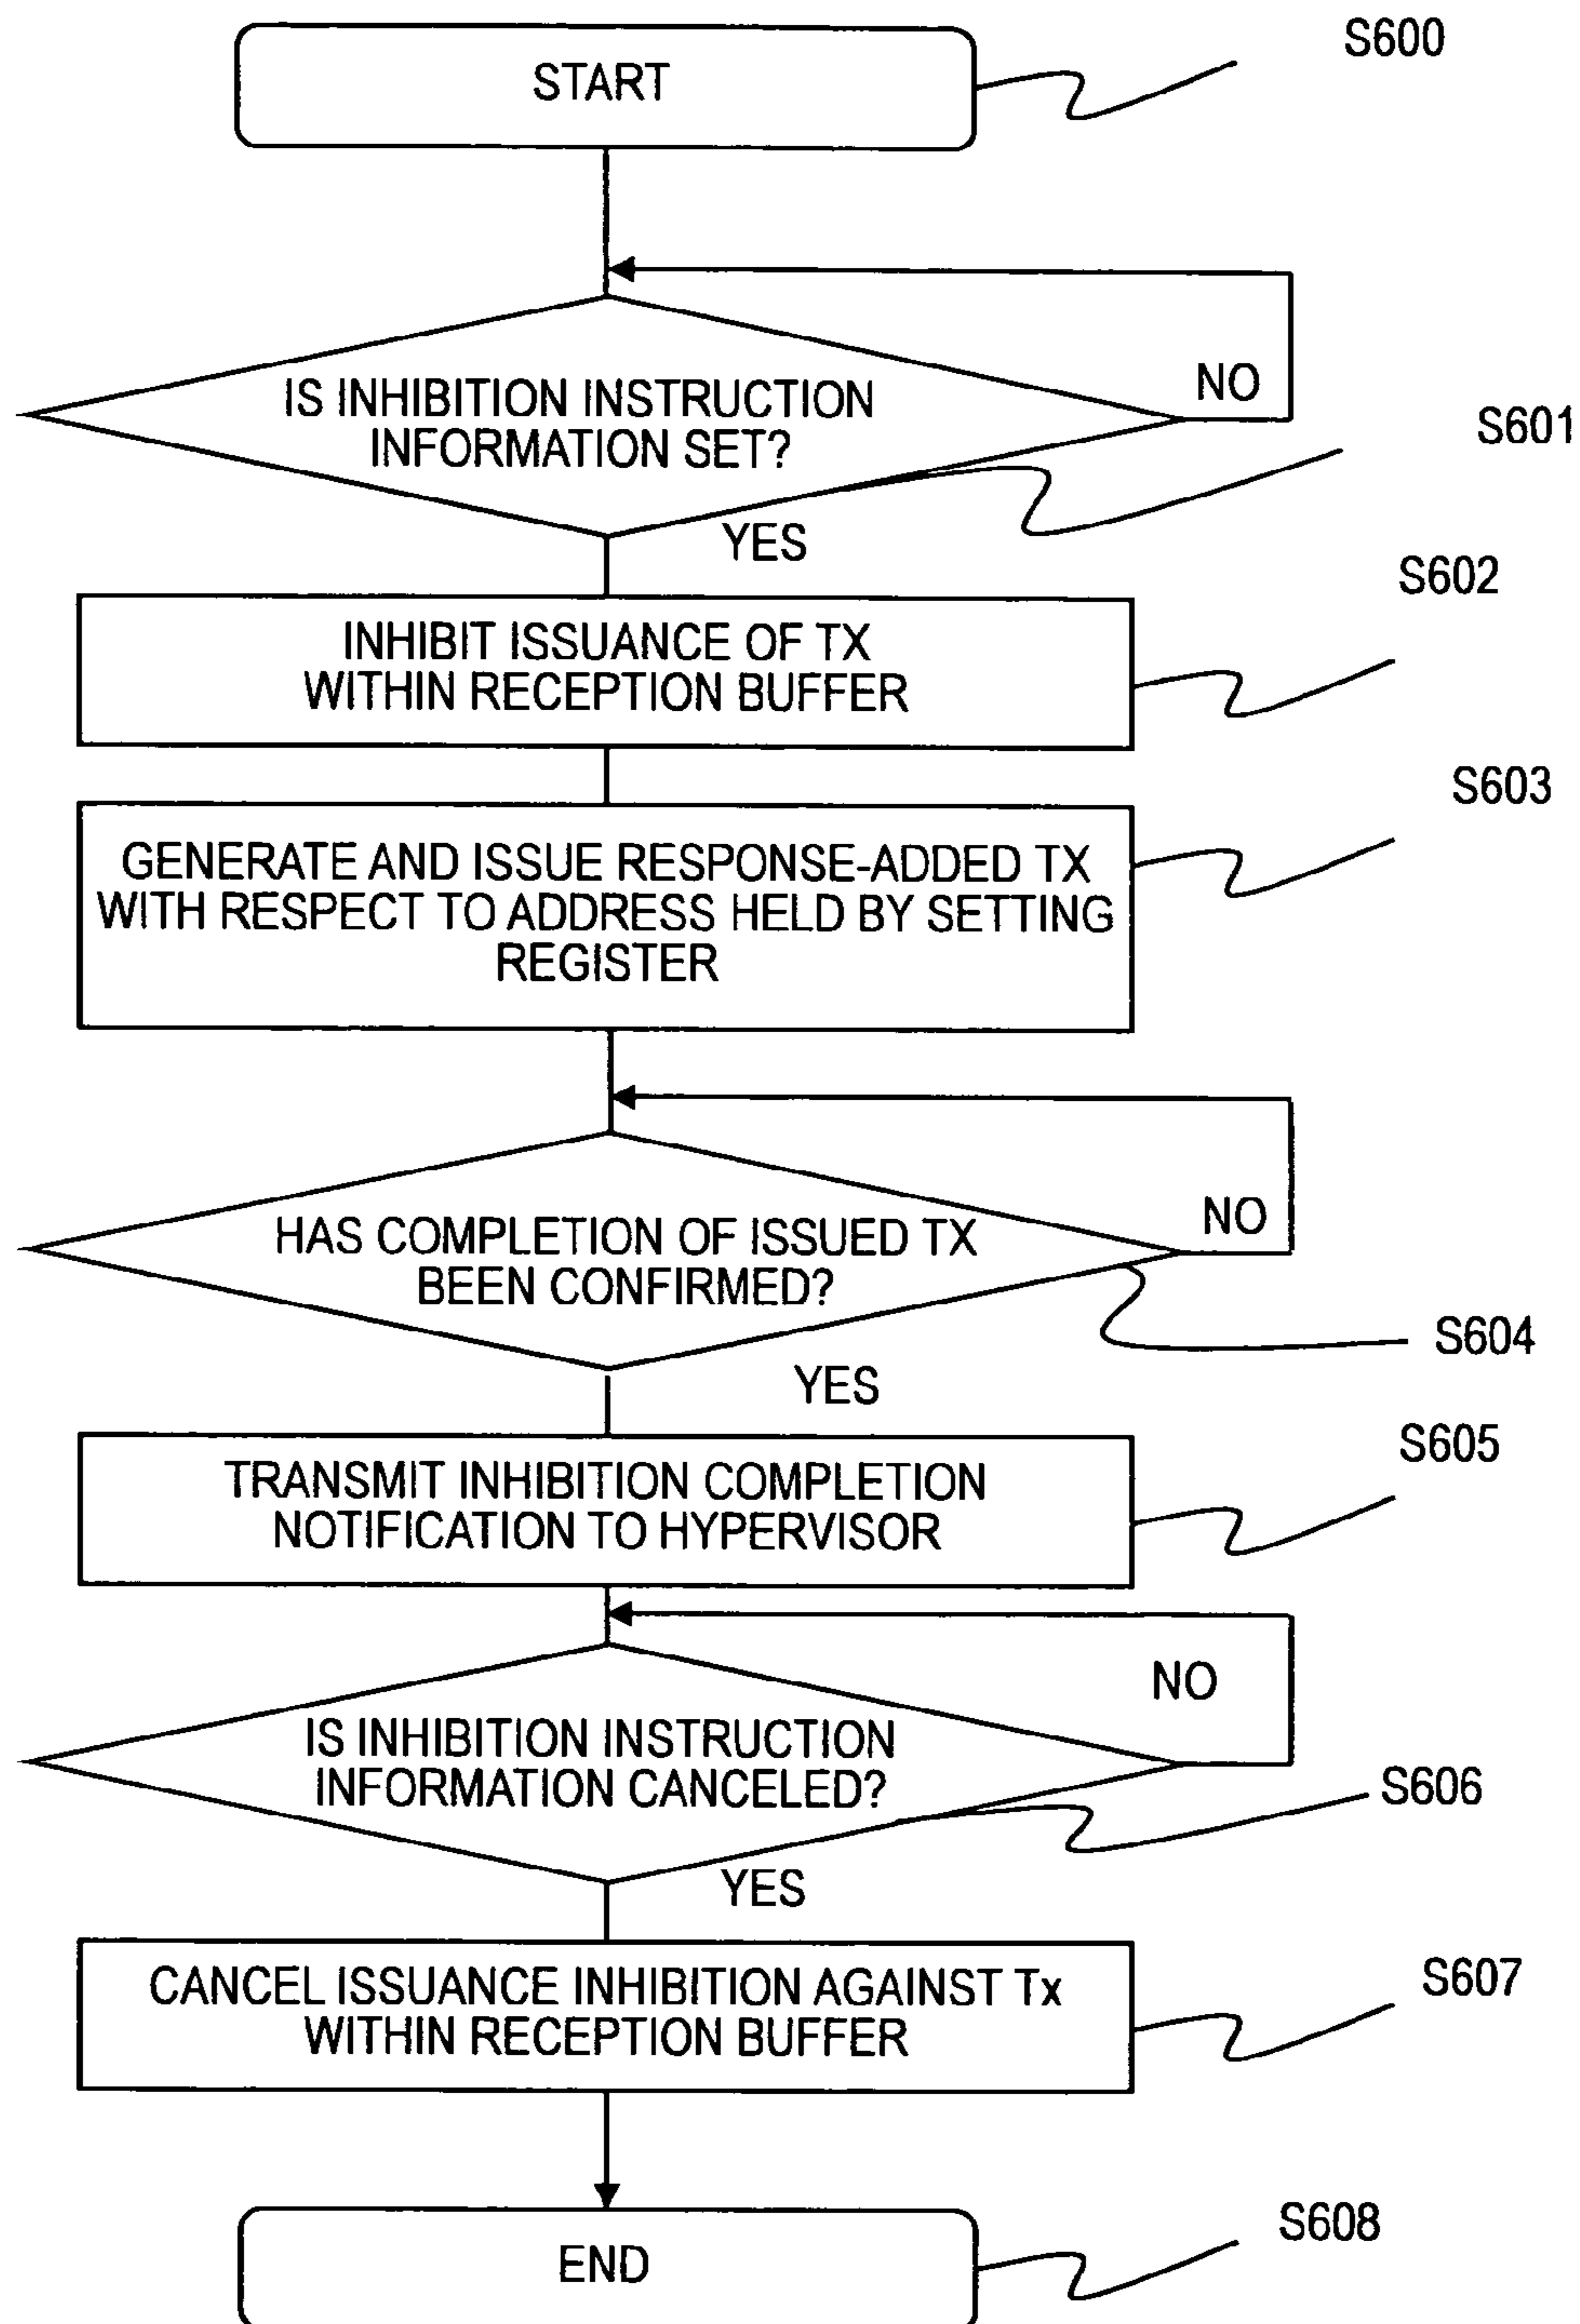 S600
START
NO
IS INHIBITION INSTRUCTION
INFORMATION SET?
S601
YES
S602
INHIBIT ISSUANCE OF TX
WITHIN RECEPTION BUFFER
S603
GENERATE AND ISSUE RESPONSE-ADDED TX
WITH RESPECT TO ADDRESS HELD BY SETTING
REGISTER
NO
HAS COMPLETION OF ISSUED TX
BEEN CONFIRMED?
S604
YES
S605
TRANSMIT INHIBITION COMPLETION
NOTIFICATION TO HYPERVISOR
NO
IS INHIBITION INSTRUCTION
INFORMATION CANCELED?
S606
YES
S607
CANCEL ISSUANCE INHIBITION AGAINST Tx
WITHIN RECEPTION BUFFER
S608
END